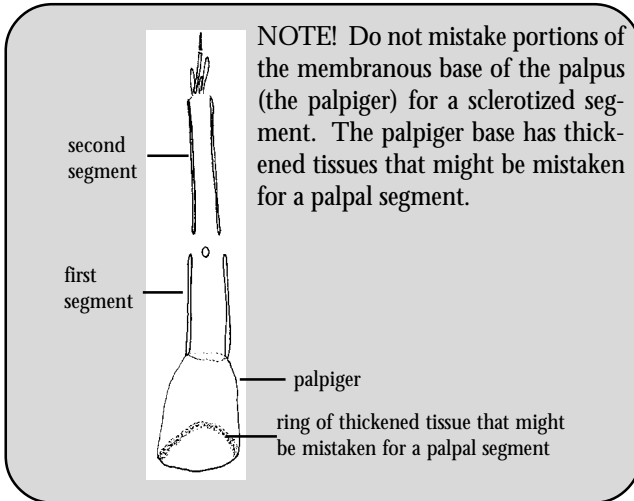 NOTE! Do not mistake portions of
the membranous base of the palpus
(the palpiger) for a sclerotized seg-
ment. The palpiger base has thick-
ened tissues that might be mistaken
for a palpal segment.
second
segment
first
segment
palpiger
ring of thickened tissue that might
be mistaken for a palpal segment